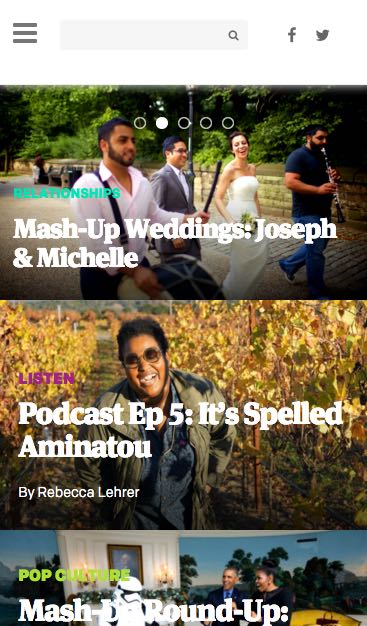 RELATIONSHIPS
Mash-Up Weddings: Joseph
& Michelle
LISTEN
Podcast Ep 5: It's Spelled
Aminatou
By Rebecca Lehrer
POP CULTURE
Mash-Up Round-Up: